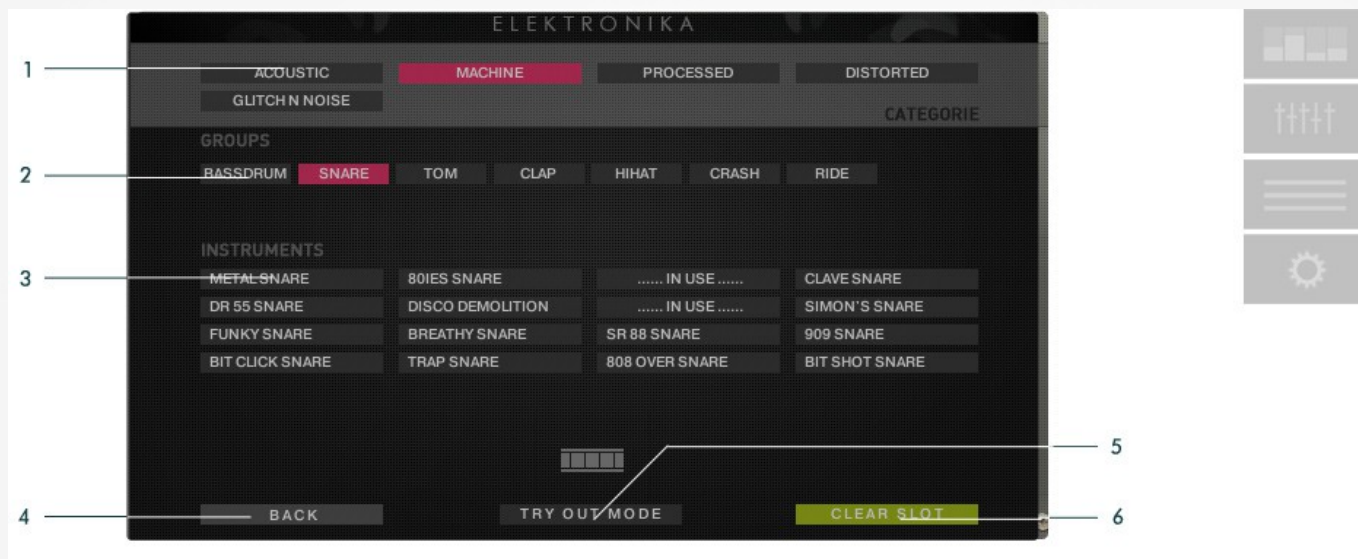 ELEKTRONIKA
1 ACOUSTIC MACHINE PROCESSED DISTORTED
GLITCH N NOISE
CATEGORIE
GROUPS
2 BASSDRUM SNARE TOM CLAP HIHAT CRASH RIDE
INSTRUMENTS
3 METAL SNARE 80IES SNARE ...... IN USE ...... CLAVE SNARE
DR 55 SNARE DISCO DEMOLITION ...... IN USE ...... SIMON'S SNARE
FUNKY SNARE BREATHY SNARE SR 88 SNARE 909 SNARE
BIT CLICK SNARE TRAP SNARE 808 OVER SNARE BIT SHOT SNARE
5
4 BACK TRY OUT MODE CLEAR SLOT 6